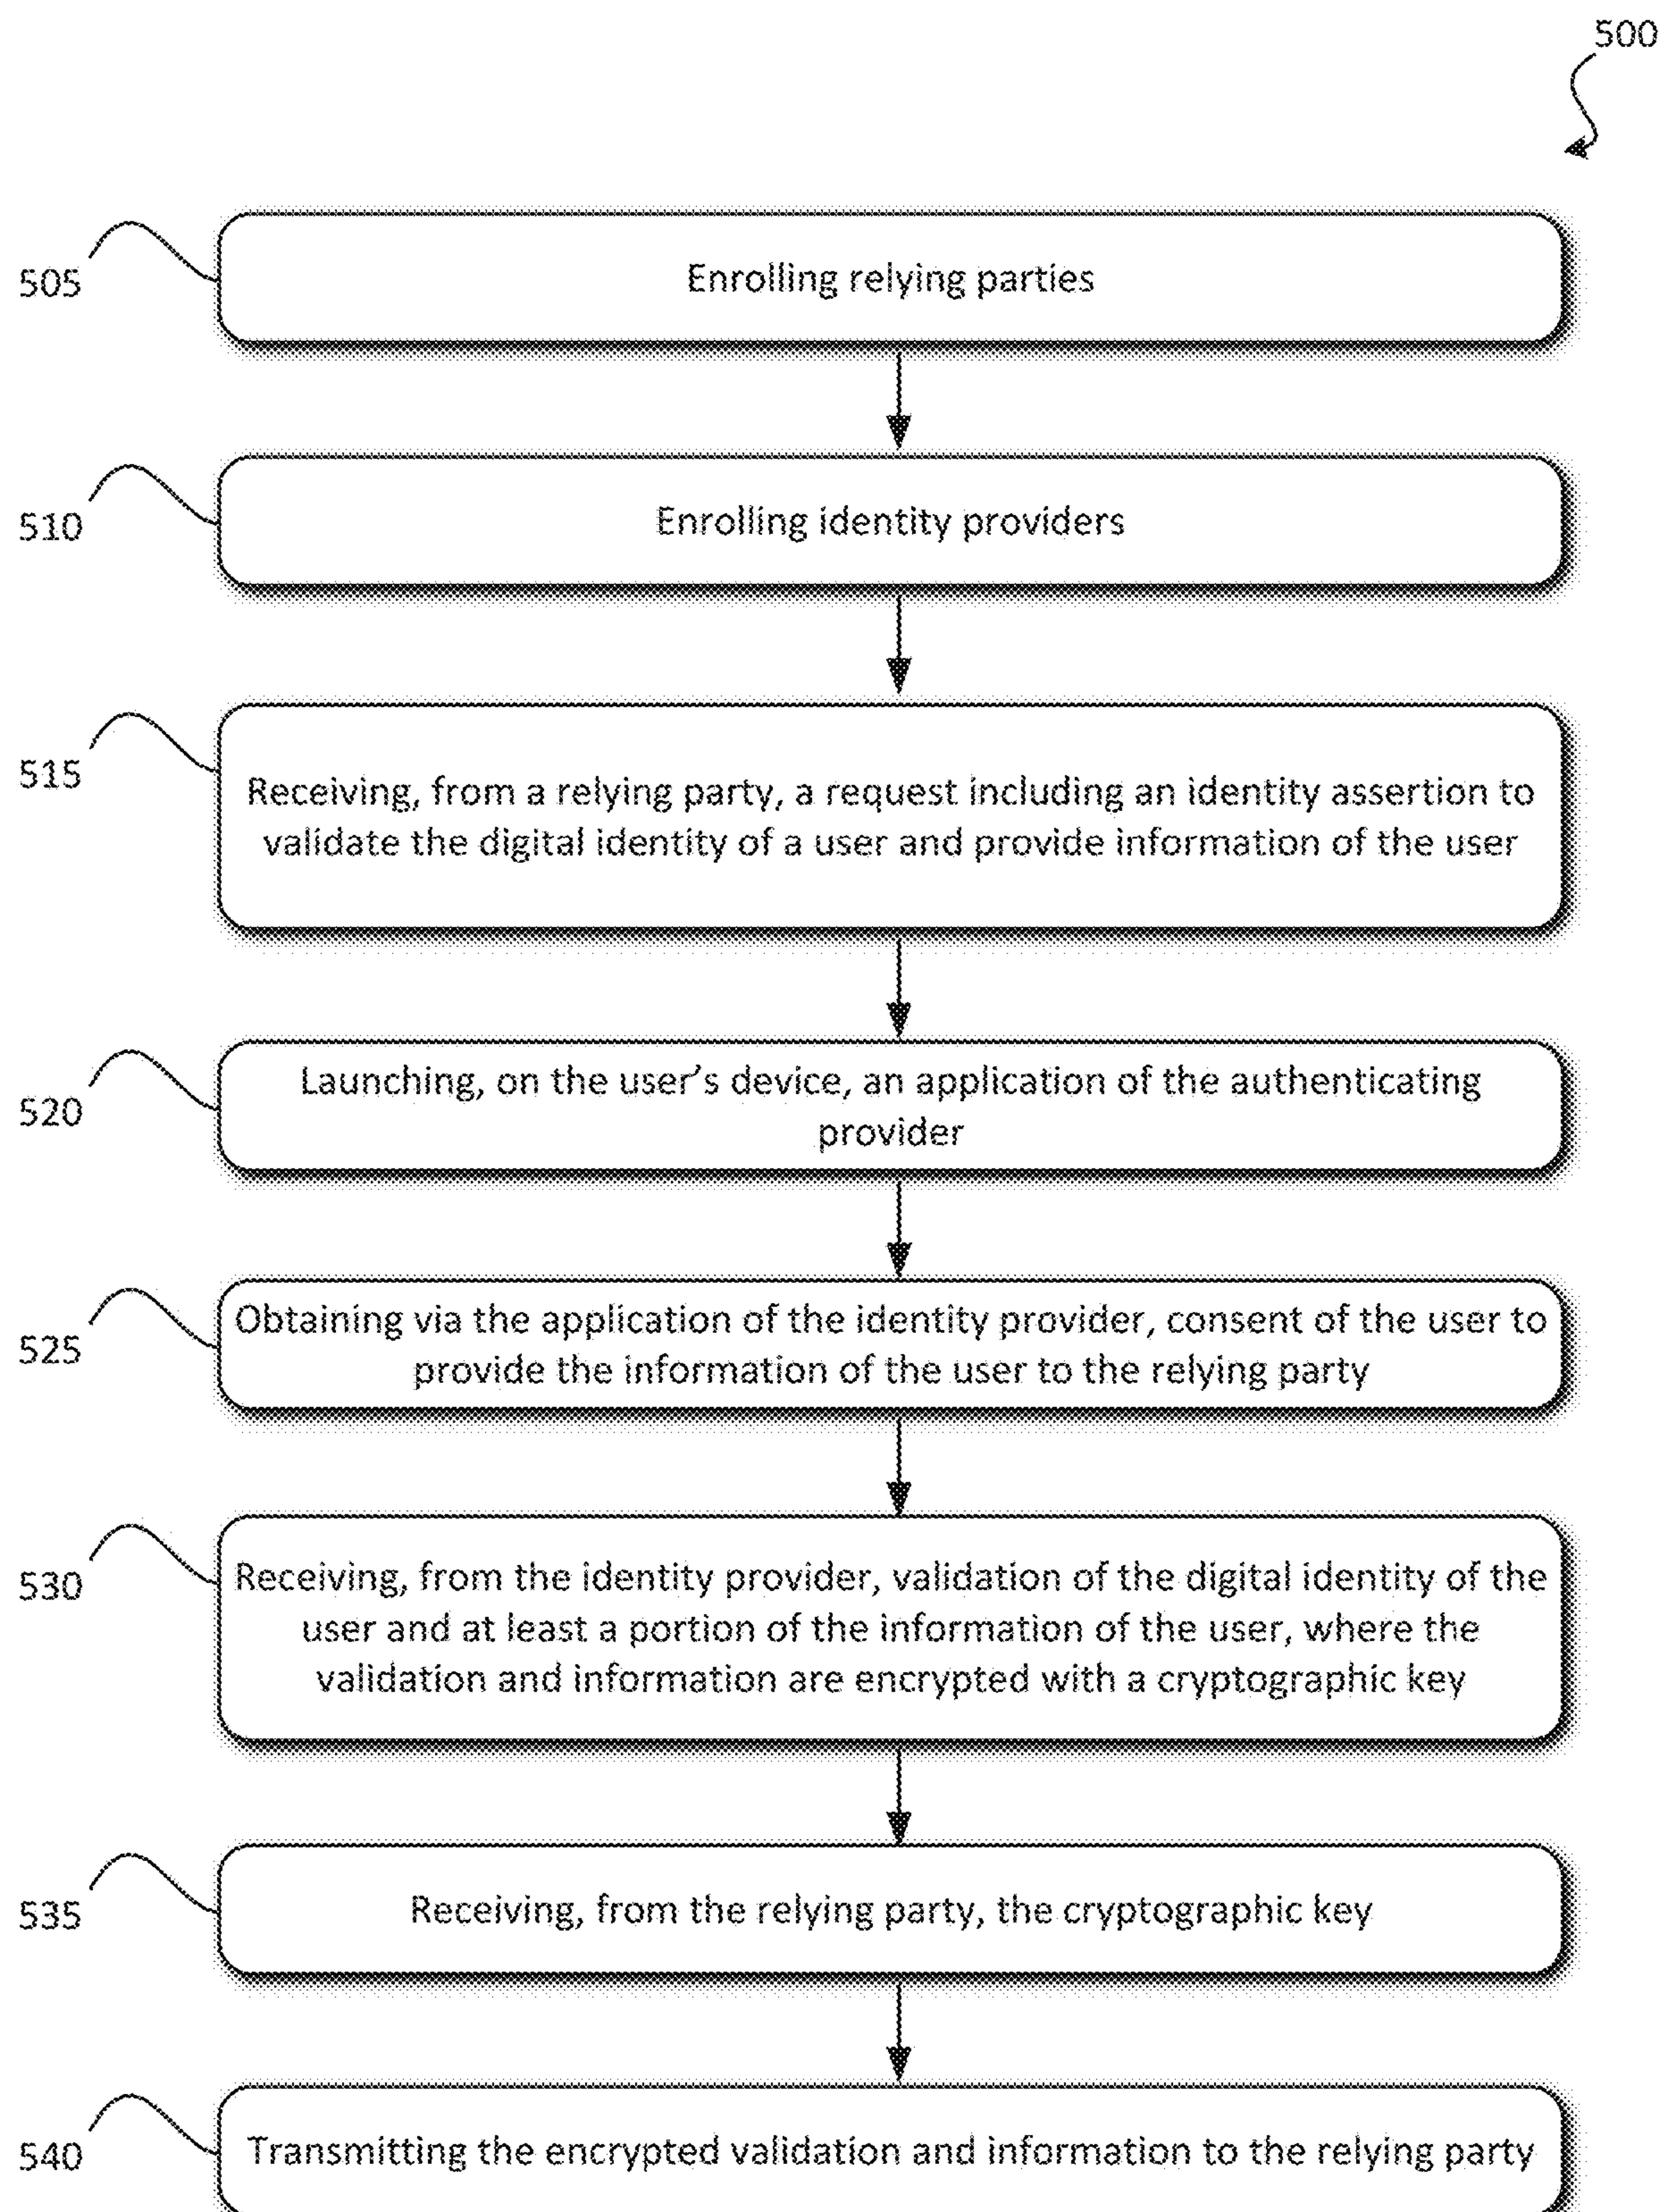 500
505
Enrolling relying parties
510
Enrolling identity providers
515
Receiving, from a relying party, a request including an identity assertion to
validate the digital identity of a user and provide information of the user
520
Launching, on the user's device, an application of the authenticating
provider
525
Obtaining via the application of the identity provider, consent of the user to
provide the information of the user to the relying party
530
Receiving, from the identity provider, validation of the digital identity of the
user and at least a portion of the information of the user, where the
validation and information are encrypted with a cryptographic key
535
Receiving, from the relying party, the cryptographic key
540
Transmitting the encrypted validation and information to the relying party